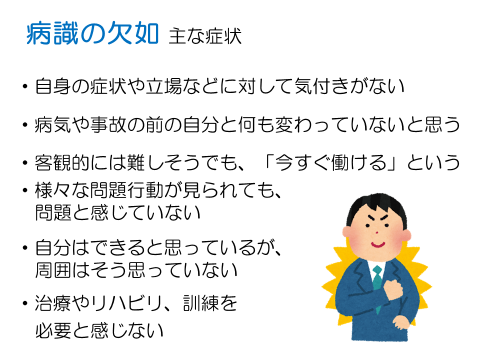 病識の欠如 主な症状
・自身の症状や立場などに対して気付きがない
・病気や事故の前の自分と何も変わっていないと思う
・客観的には難しそうでも、「今すぐ働ける」という
・様々な問題行動が見られても、
問題と感じていない
・自分はできると思っているが、
周囲はそう思っていない
・治療やリハビリ、訓練を
必要と感じない